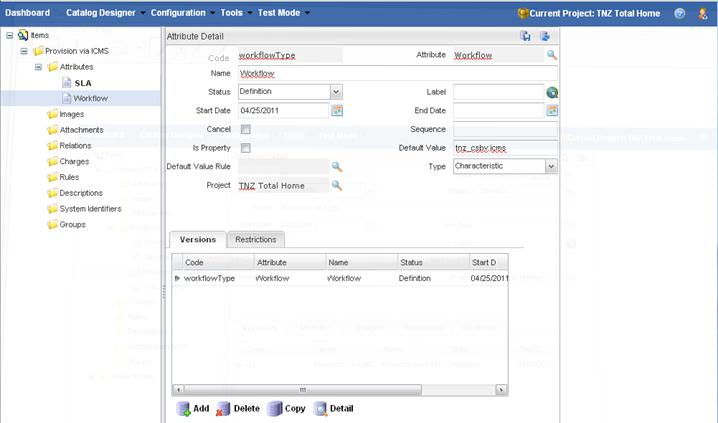 Dashboard Catalog Designer Configuration Tools Test Mode Current Project: TNZ Total Home
Items
Provision via ICMS
Attributes
SLA
Workflow
Images
Attachments
Relations
Charges
Rules
Descriptions
System Identifiers
Groups
Attribute Detail
Code workflowType Attribute Workflow
Name Workflow
Status Definition Label
Start Date 04/25/2011 End Date
Cancel Sequence
Is Property Default Value tnz_csbv.icms
Default Value Rule Type Characteristic
Project TNZ Total Home
Versions Restrictions
Code Attribute Name Status Start D
workflowType Workflow Workflow Definition 04/25/2011
Add Delete Copy Detail